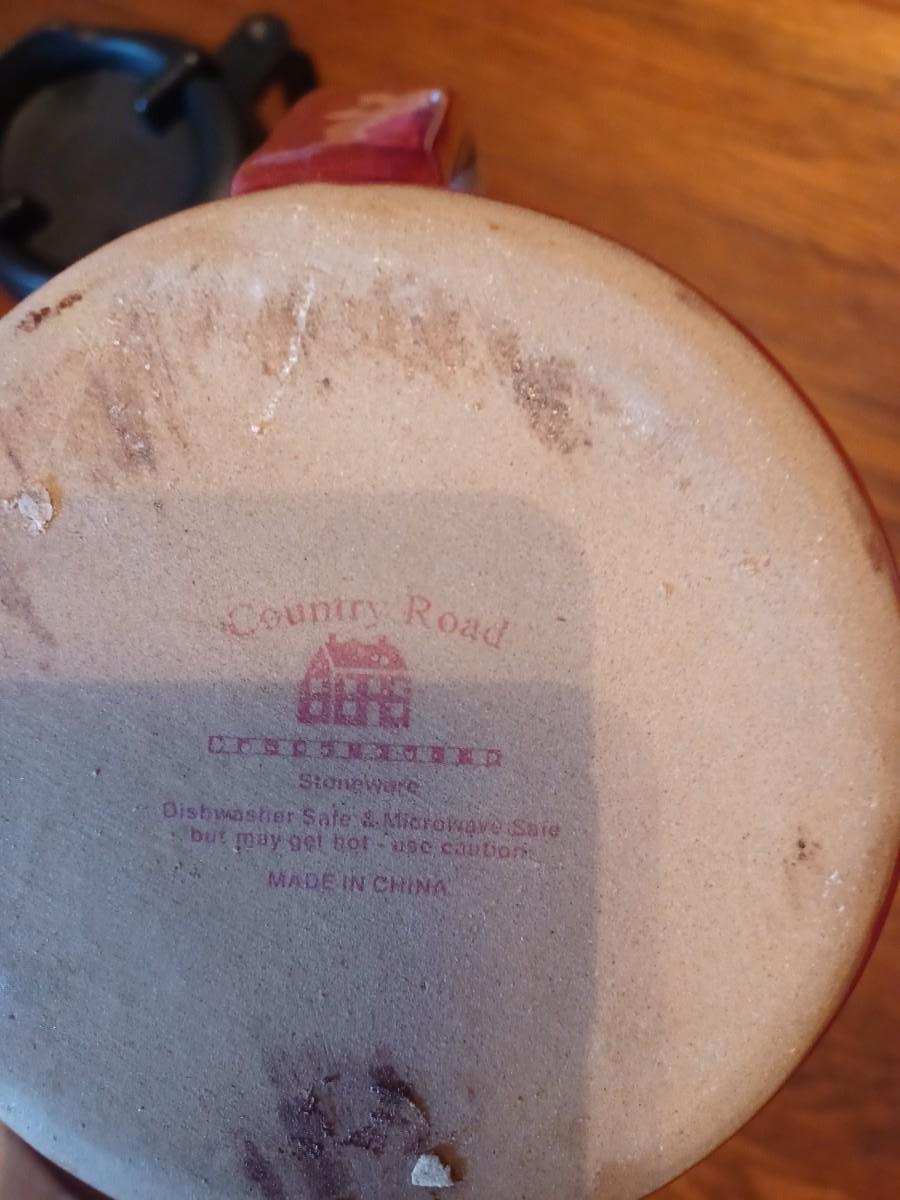 Country Road
Stoneware
Dishwasher Safe & Microwave Safe
but may get hot - use caution
MADE IN CHINA